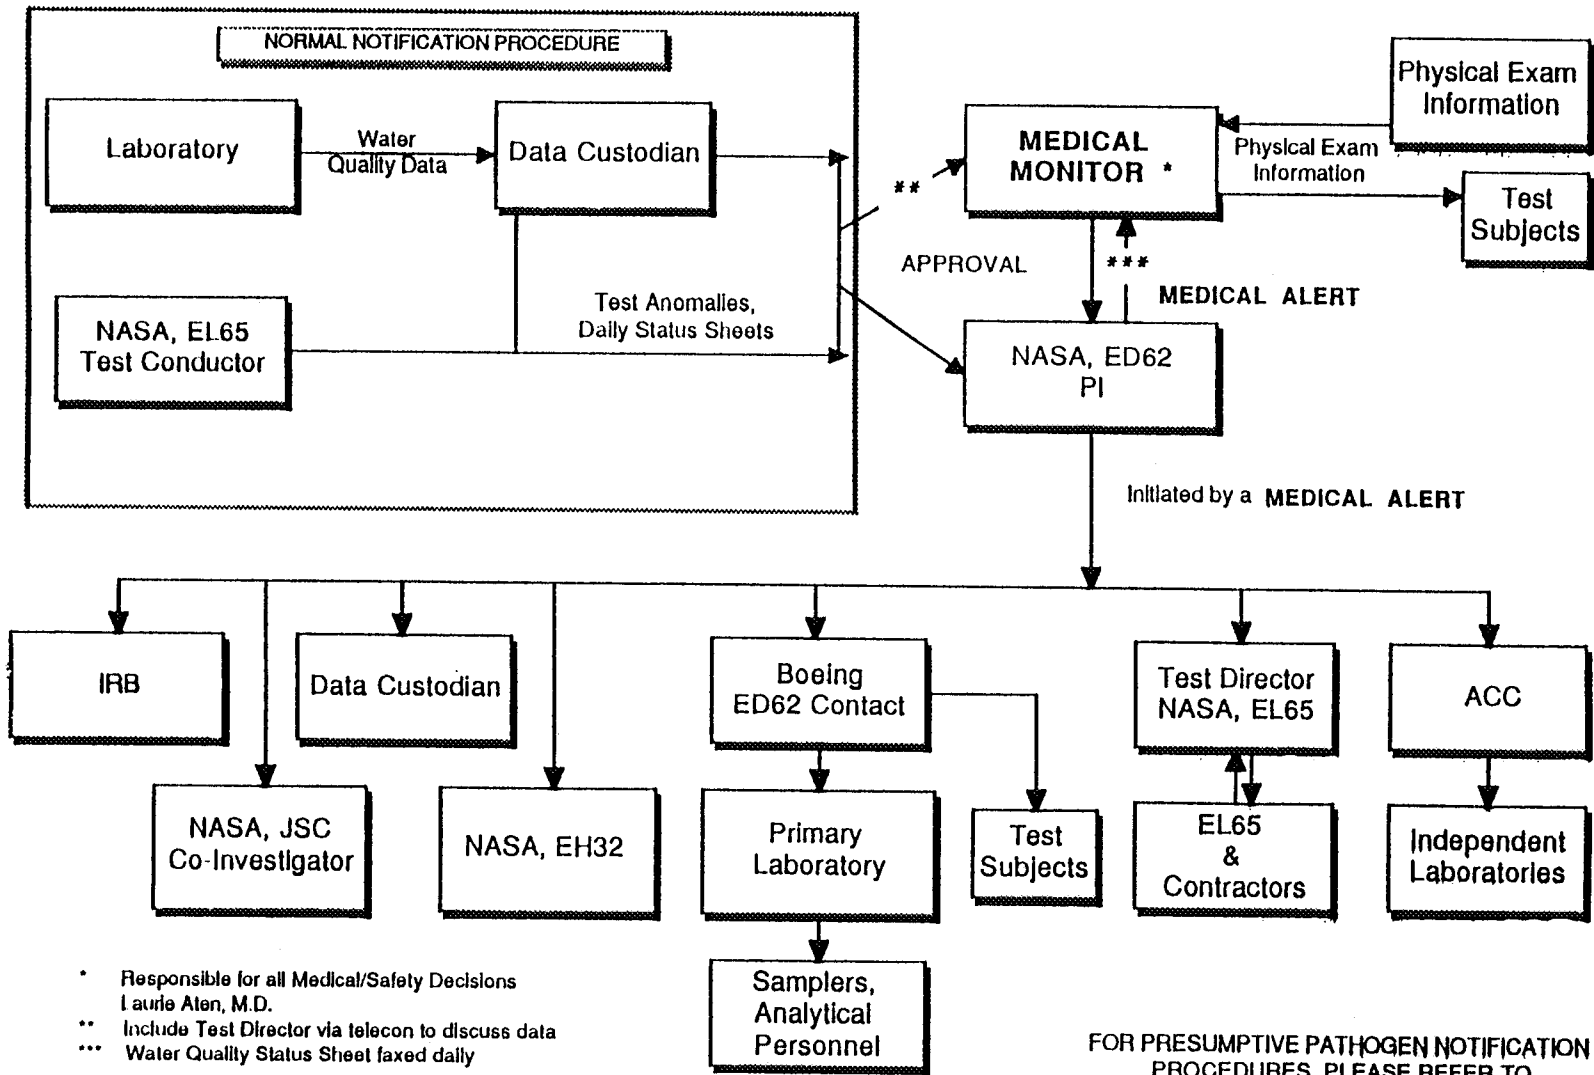 NORMAL NOTIFICATION PROCEDURE
Laboratory
Water
Quality Data
Data Custodian
NASA, EL65
Test Conductor
Test Anomalies,
Daily Status Sheets
**
MEDICAL
MONITOR *
Physical Exam
Information
Physical Exam
Information
Test
Subjects
APPROVAL
***
MEDICAL ALERT
NASA, ED62
PI
Initiated by a MEDICAL ALERT
IRB
Data Custodian
Boeing
ED62 Contact
Test Director
NASA, EL65
ACC
NASA, JSC
Co-Investigator
NASA, EH32
Primary
Laboratory
Test
Subjects
EL65
&
Contractors
Independent
Laboratories
Samplers,
Analytical
Personnel
* Responsible for all Medical/Safety Decisions
Laurie Aten, M.D.
** Include Test Director via telecon to discuss data
*** Water Quality Status Sheet faxed daily
FOR PRESUMPTIVE PATHOGEN NOTIFICATION
PROCEDURES, PLEASE REFER TO